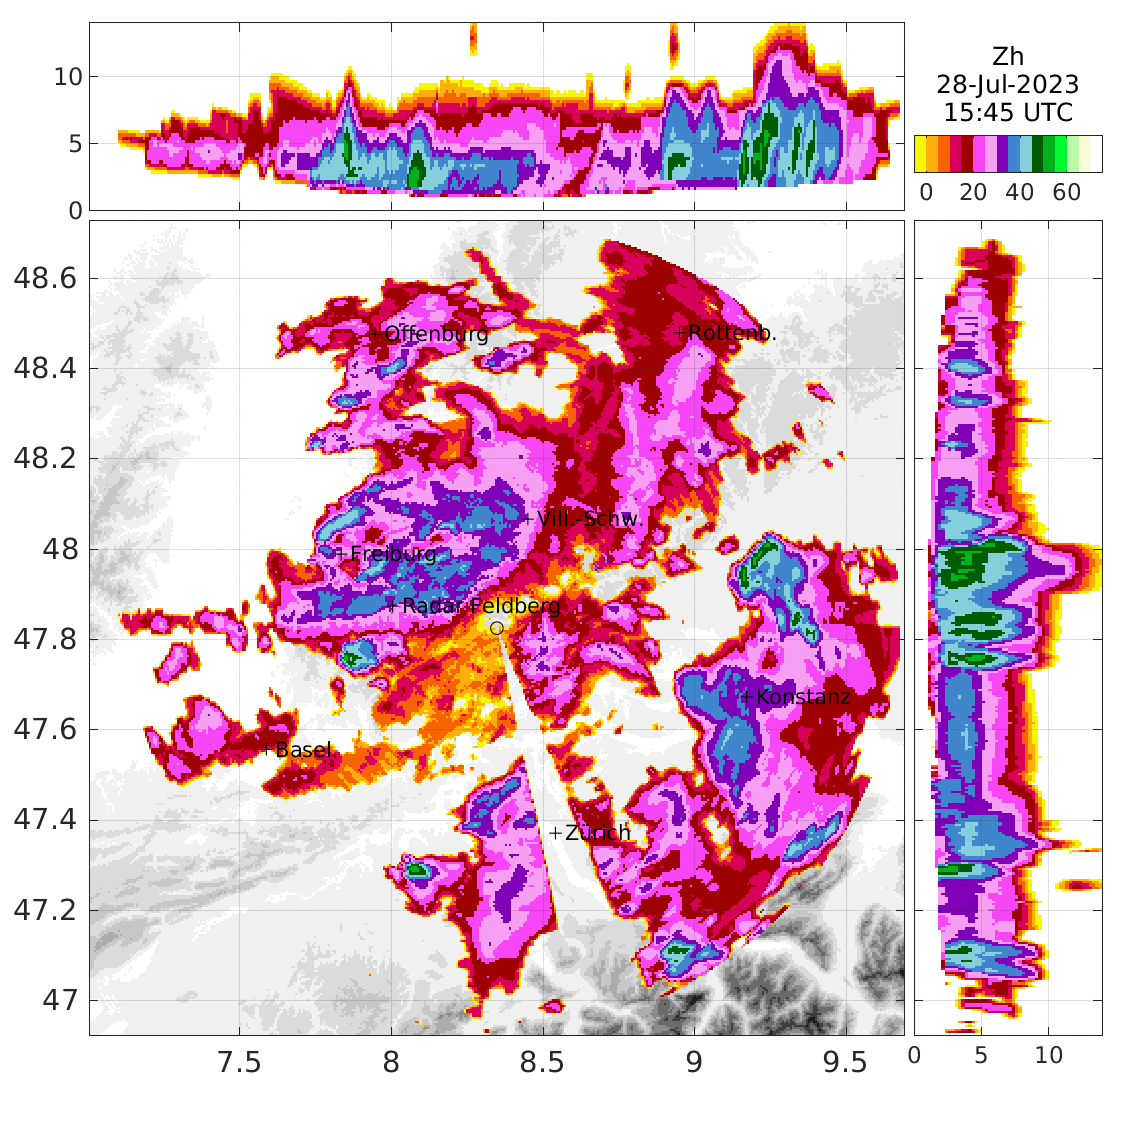 10
5
0
Zh
28-Jul-2023
15:45 UTC
0 20 40 60
48.6
48.4
48.2
48
47.8
47.6
47.4
47.2
47
+Offenburg
+Rottenb.
+Vill.-Schw.
+Freiburg
+Radar Feldberg
+Konstanz
+Basel
+Zurich
7.5 8 8.5 9 9.5
0 5 10